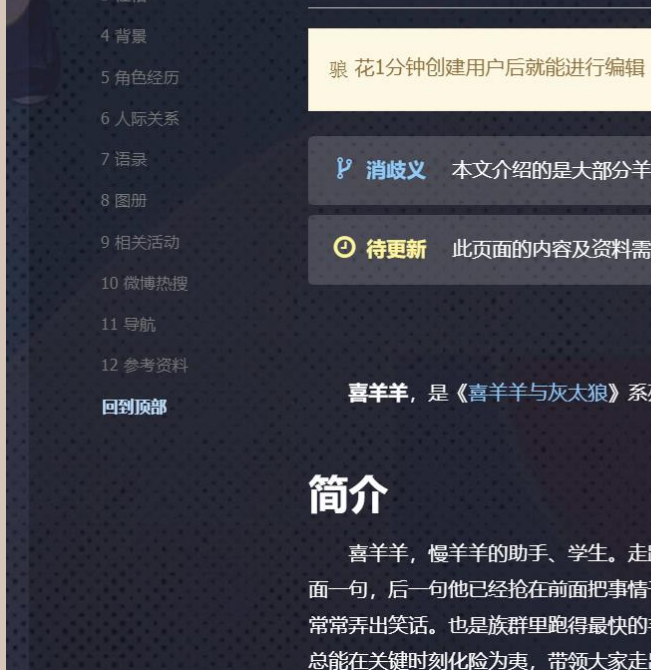 4 背景
5 角色经历
6 人际关系
7 语录
8 图册
9 相关活动
10 微博热搜
11 导航
12 参考资料
回到顶部
花1分钟创建用户后就能进行编辑
消歧义 本文介绍的是大部分羊
待更新 此页面的内容及资料需
喜羊羊，是《喜羊羊与灰太狼》系列
简介
喜羊羊，慢羊羊的助手、学生。走
面一句，后一句他已经抢在前面把事情
常常弄出笑话。也是族群里跑得最快的
总能在关键时刻化险为夷，带领大家走